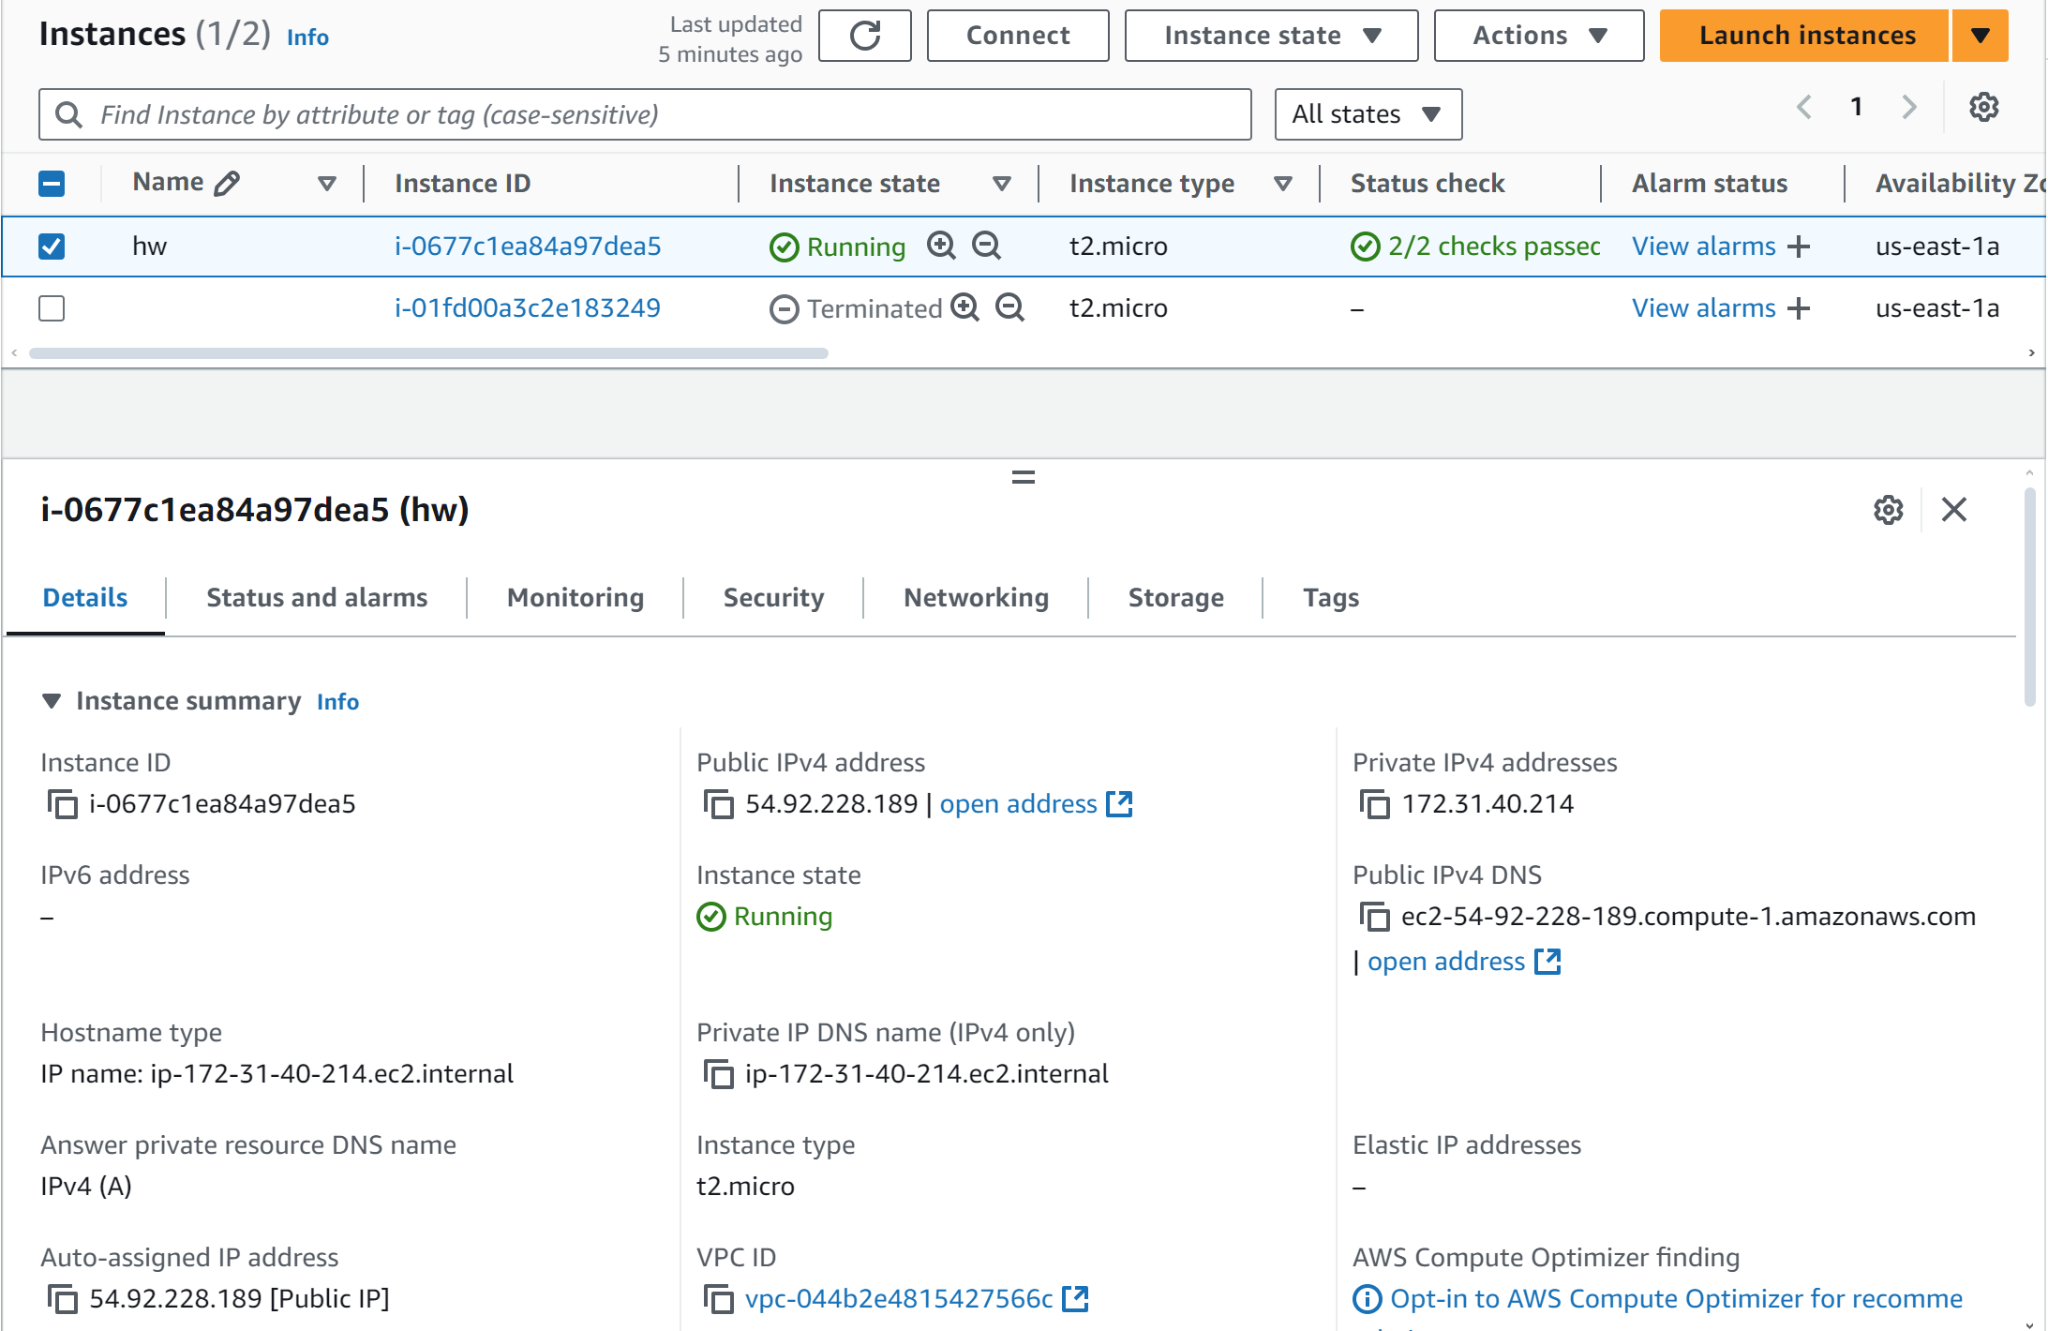 Instances (1/2) Info
Last updated
5 minutes ago
Connect
Instance state
Actions
Launch instances
Find Instance by attribute or tag (case-sensitive)
All states
1
Name Instance ID Instance state Instance type Status check Alarm status Availability Zo
hw i-0677c1ea84a97dea5 Running t2.micro 2/2 checks passec View alarms + us-east-1a
i-01fd00a3c2e183249 Terminated t2.micro – View alarms + us-east-1a
i-0677c1ea84a97dea5 (hw)
Details Status and alarms Monitoring Security Networking Storage Tags
Instance summary Info
Instance ID
i-0677c1ea84a97dea5
Public IPv4 address
54.92.228.189 | open address
Private IPv4 addresses
172.31.40.214
IPv6 address
–
Instance state
Running
Public IPv4 DNS
ec2-54-92-228-189.compute-1.amazonaws.com
| open address
Hostname type
IP name: ip-172-31-40-214.ec2.internal
Private IP DNS name (IPv4 only)
ip-172-31-40-214.ec2.internal
Answer private resource DNS name
IPv4 (A)
Instance type
t2.micro
Elastic IP addresses
–
Auto-assigned IP address
54.92.228.189 [Public IP]
VPC ID
vpc-044b2e4815427566c
AWS Compute Optimizer finding
Opt-in to AWS Compute Optimizer for recomme